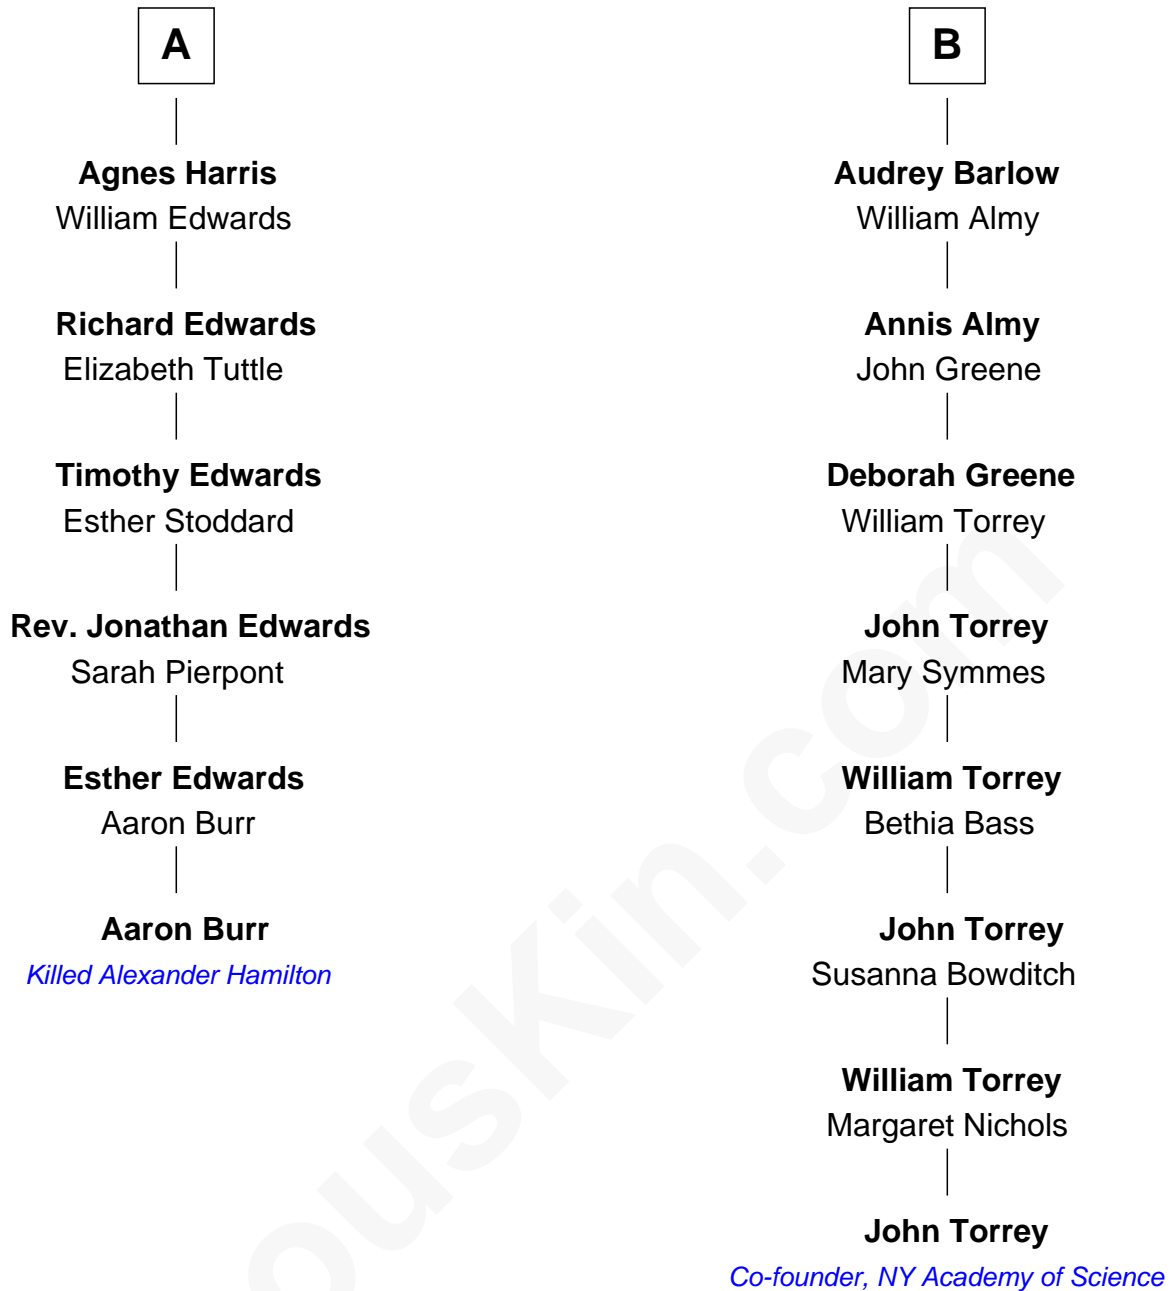 A
Agnes Harris
William Edwards
Richard Edwards
Elizabeth Tuttle
Timothy Edwards
Esther Stoddard
Rev. Jonathan Edwards
Sarah Pierpont
Esther Edwards
Aaron Burr
Aaron Burr
Killed Alexander Hamilton
B
Audrey Barlow
William Almy
Annis Almy
John Greene
Deborah Greene
William Torrey
John Torrey
Mary Symmes
William Torrey
Bethia Bass
John Torrey
Susanna Bowditch
William Torrey
Margaret Nichols
John Torrey
Co-founder, NY Academy of Science
ousKin.com